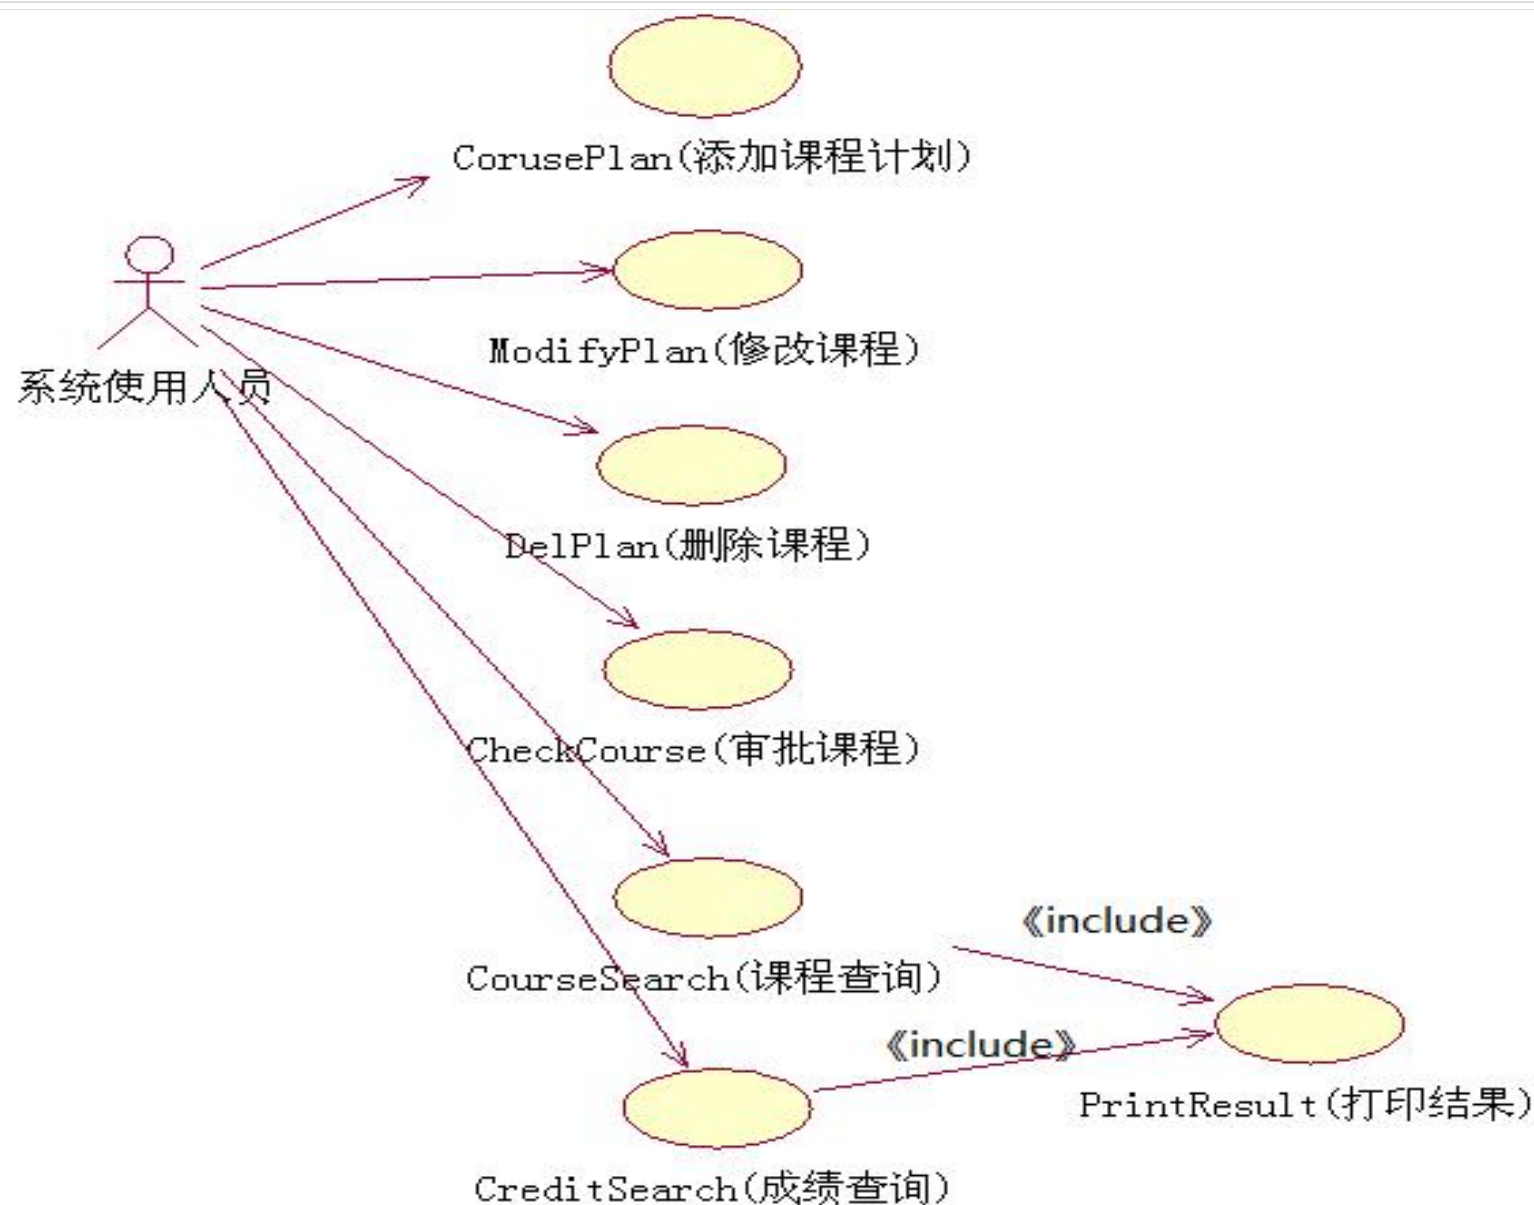 CorusePlan(添加课程计划)
ModifyPlan(修改课程)
系统使用人员
DelPlan(删除课程)
CheckCourse(审批课程)
《include》
CourseSearch(课程查询)
《include》
PrintResult(打印结果)
CreditSearch(成绩查询)